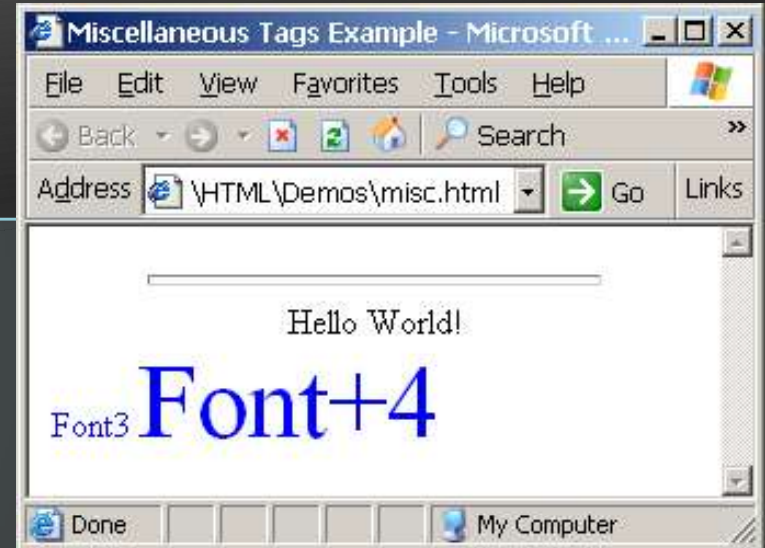 Miscellaneous Tags Example - Microsoft ...
File Edit View Favorites Tools Help
Back Search »
Address \HTML\Demos\misc.html Go Links
Hello World!
Font3 Font+4
Done My Computer